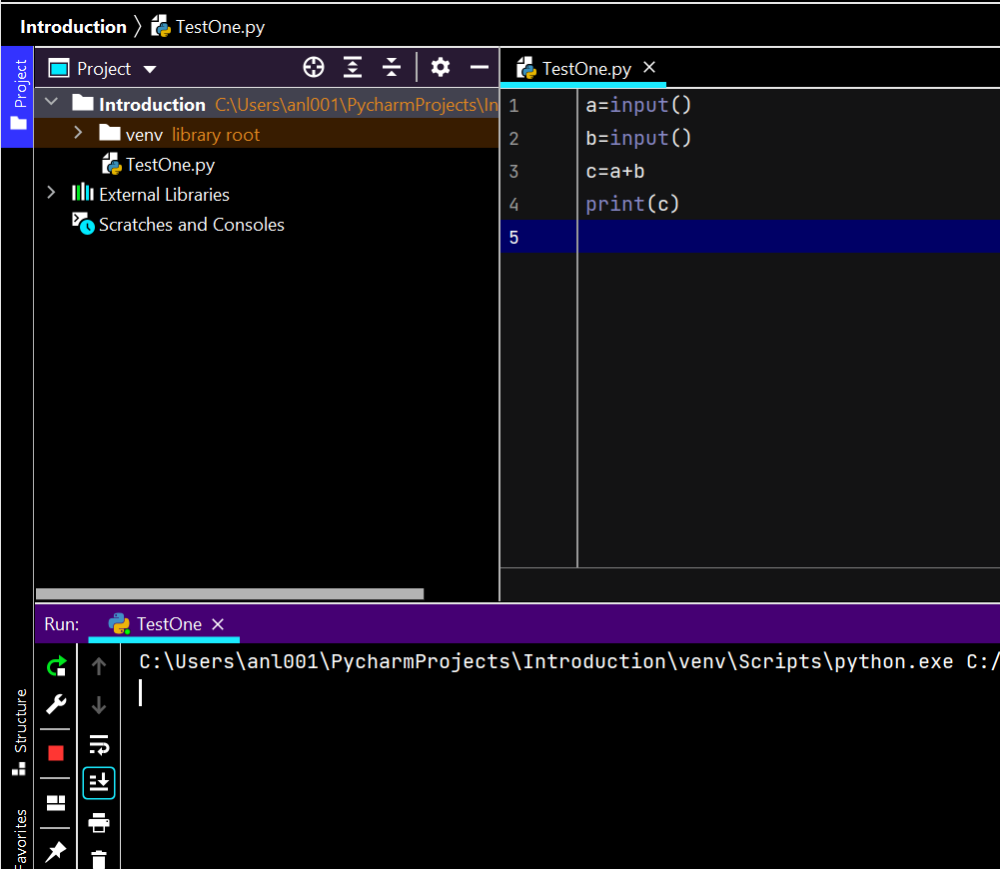 Introduction TestOne.py
Project
Project
TestOne.py
Introduction C:\Users\anl001\PycharmProjects\In
venv library root
TestOne.py
External Libraries
Scratches and Consoles
1 a=input()
2 b=input()
3 c=a+b
4 print(c)
5
Run: TestOne
C:\Users\anl001\PycharmProjects\Introduction\venv\Scripts\python.exe C:/
Structure
Favorites